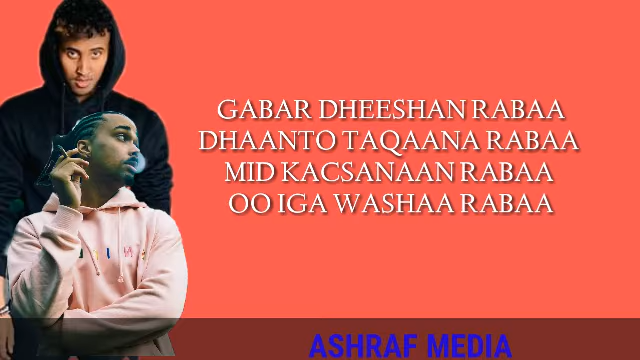 GABAR DHEESHAN RABAA
DHAANTO TAQAANA RABAA
MID KACSANAAN RABAA
OO IGA WASHAA RABAA
ASHRAF MEDIA